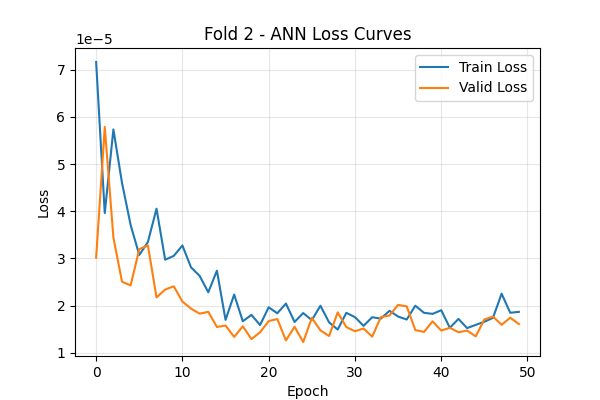 Fold 2 - ANN Loss Curves
1e−5
Train Loss
Valid Loss
7
6
5
4
3
2
1
Loss
0 10 20 30 40 50
Epoch